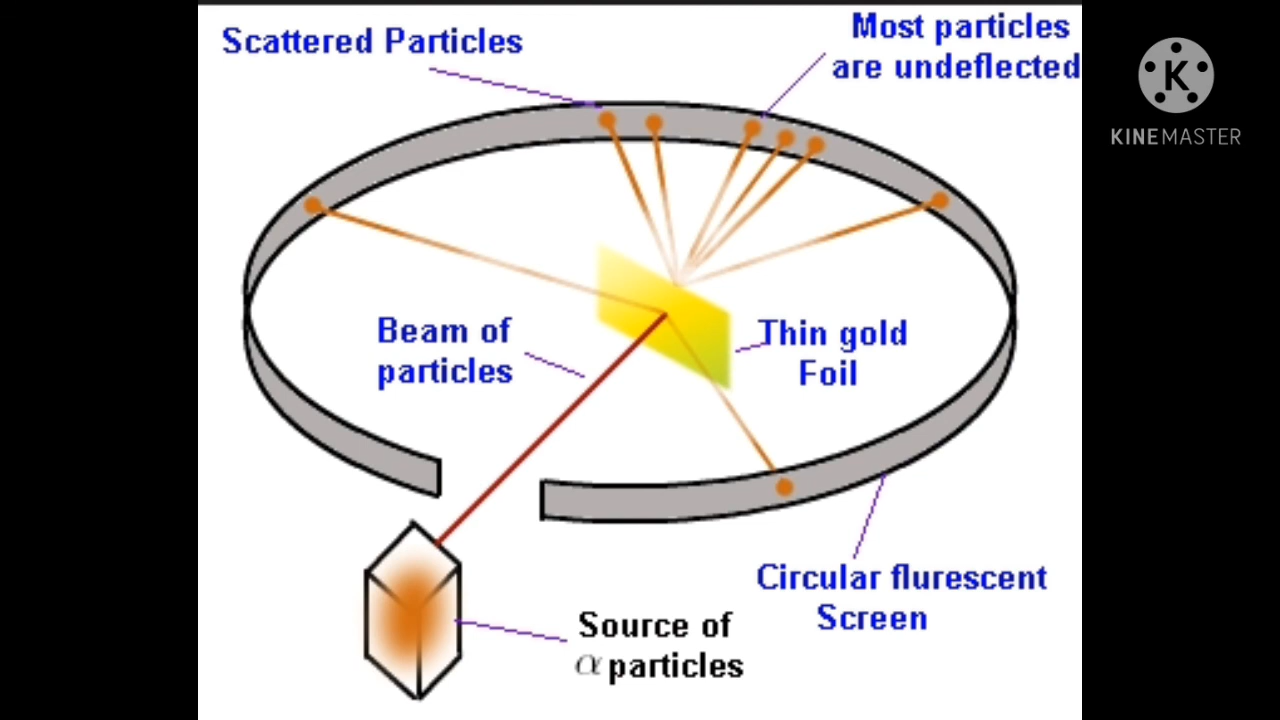 Scattered Particles
Most particles
are undeflected
K
KINEMASTER
Beam of
particles
Thin gold
Foil
Circular flurescent
Screen
Source of
α particles